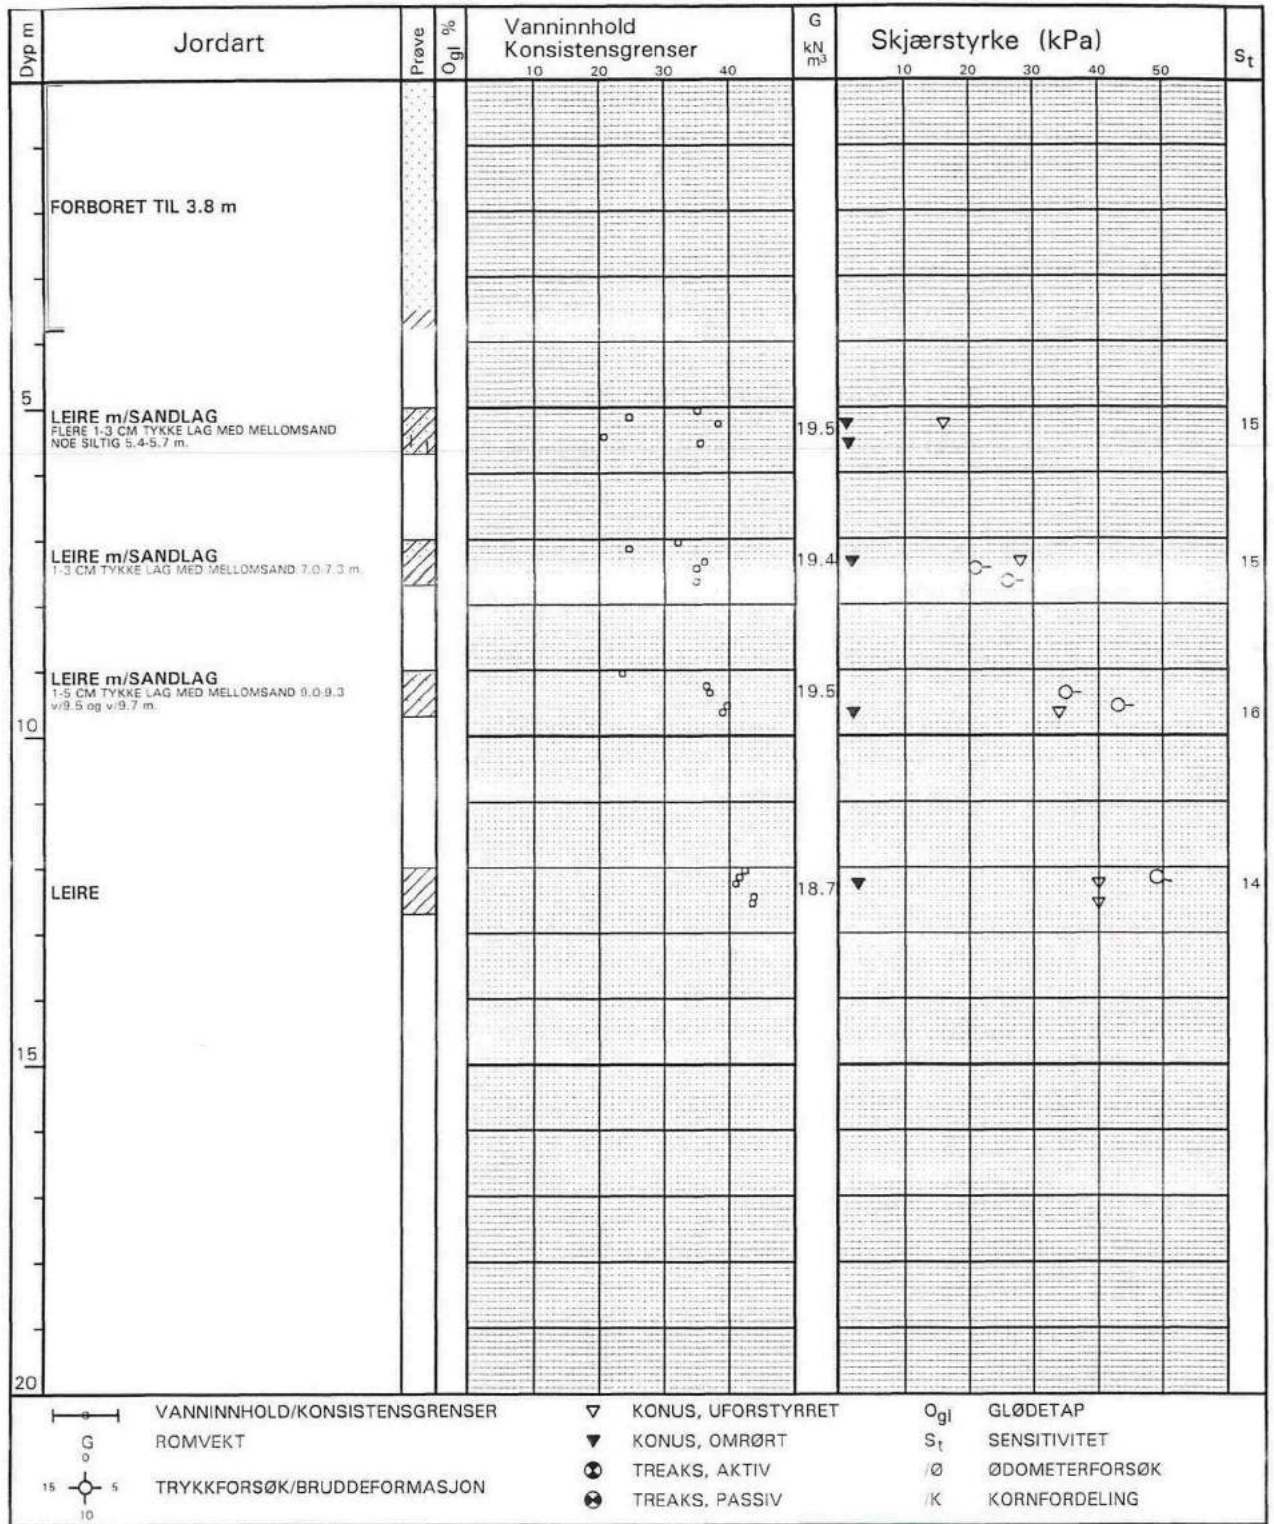 Dyp m
Jordart
Prøve
Ogl %
Vanninnhold
Konsistensgrenser
10 20 30 40
G
kN
m³
Skjærstyrke (kPa)
10 20 30 40 50
St
FORBORET TIL 3.8 m
5
LEIRE m/SANDLAG
FLERE 1-3 CM TYKKE LAG MED MELLOMSAND
NOE SILTIG 5.4-5.7 m.
19.5
15
LEIRE m/SANDLAG
1-3 CM TYKKE LAG MED MELLOMSAND 7.0-7.3 m.
19.4
15
LEIRE m/SANDLAG
1-5 CM TYKKE LAG MED MELLOMSAND 9.0-9.3
v/9.5 og v/9.7 m.
19.5
16
10
LEIRE
18.7
14
15
20
VANNINNHOLD/KONSISTENSGRENSER
G ROMVEKT
15 5 TRYKKFORSØK/BRUDDEFORMASJON
10
KONUS, UFORSTYRRET
KONUS, OMRØRT
TREAKS, AKTIV
TREAKS, PASSIV
Ogl GLØDETAP
St SENSITIVITET
/Ø ØDOMETERFORSØK
/K KORNFORDELING